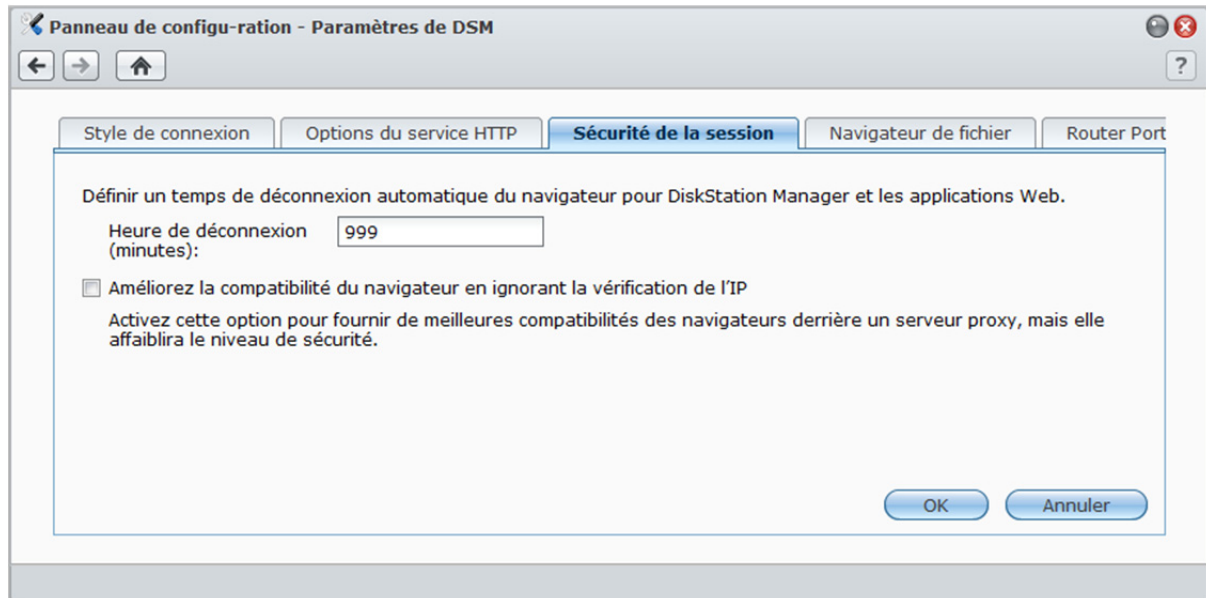 Panneau de configu-ration - Paramètres de DSM
?
Style de connexion
Options du service HTTP
Sécurité de la session
Navigateur de fichier
Router Port
Définir un temps de déconnexion automatique du navigateur pour DiskStation Manager et les applications Web.
Heure de déconnexion
(minutes):
999
Améliorez la compatibilité du navigateur en ignorant la vérification de l'IP
Activez cette option pour fournir de meilleures compatibilités des navigateurs derrière un serveur proxy, mais elle
affaiblira le niveau de sécurité.
OK
Annuler